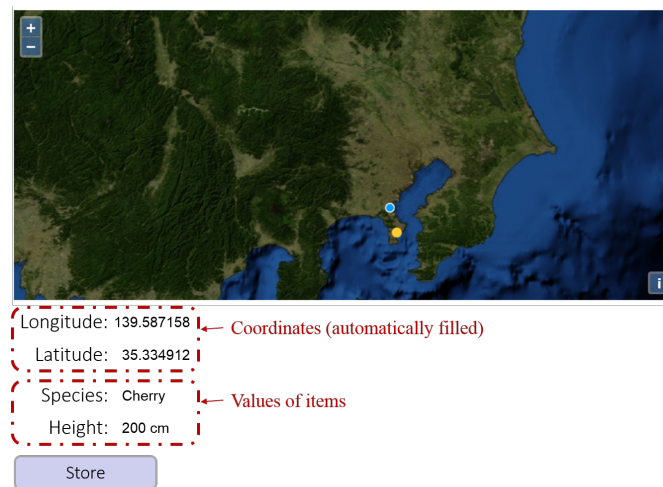 +
−
i
Longitude: 139.587158
Coordinates (automatically filled)
Latitude: 35.334912
Species: Cherry
Values of items
Height: 200 cm
Store